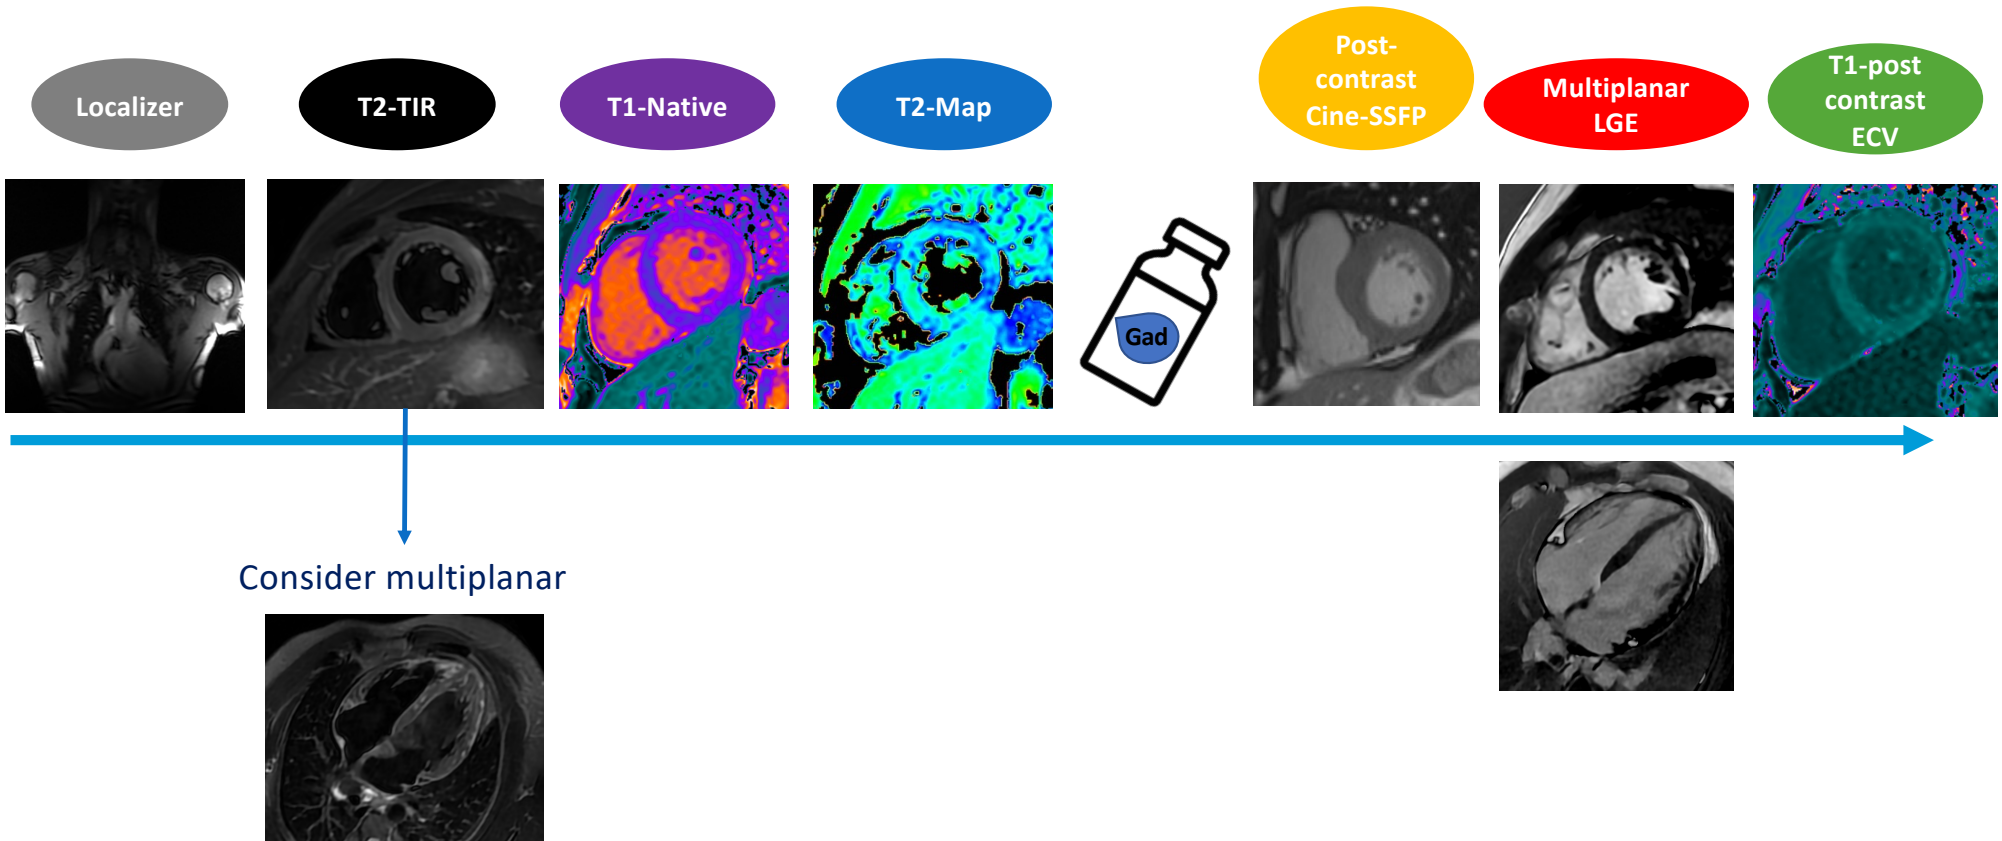 Localizer
T2-TIR
T1-Native
T2-Map
Gad
Post-
contrast
Cine-SSFP
Multiplanar
LGE
T1-post
contrast
ECV
Consider multiplanar